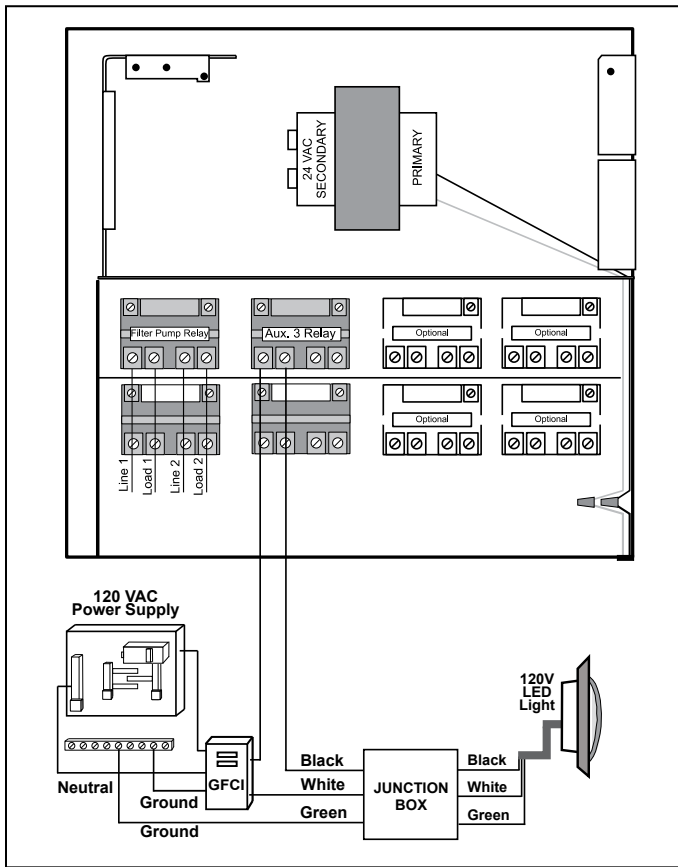 24 VAC
SECONDARY
PRIMARY
Filter Pump Relay
Aux. 3 Relay
Optional
Optional
Optional
Optional
Line 1
Load 1
Line 2
Load 2
120 VAC
Power Supply
120V
LED
Light
Neutral
Ground
Ground
GFCI
Black
White
Green
JUNCTION
BOX
Black
White
Green